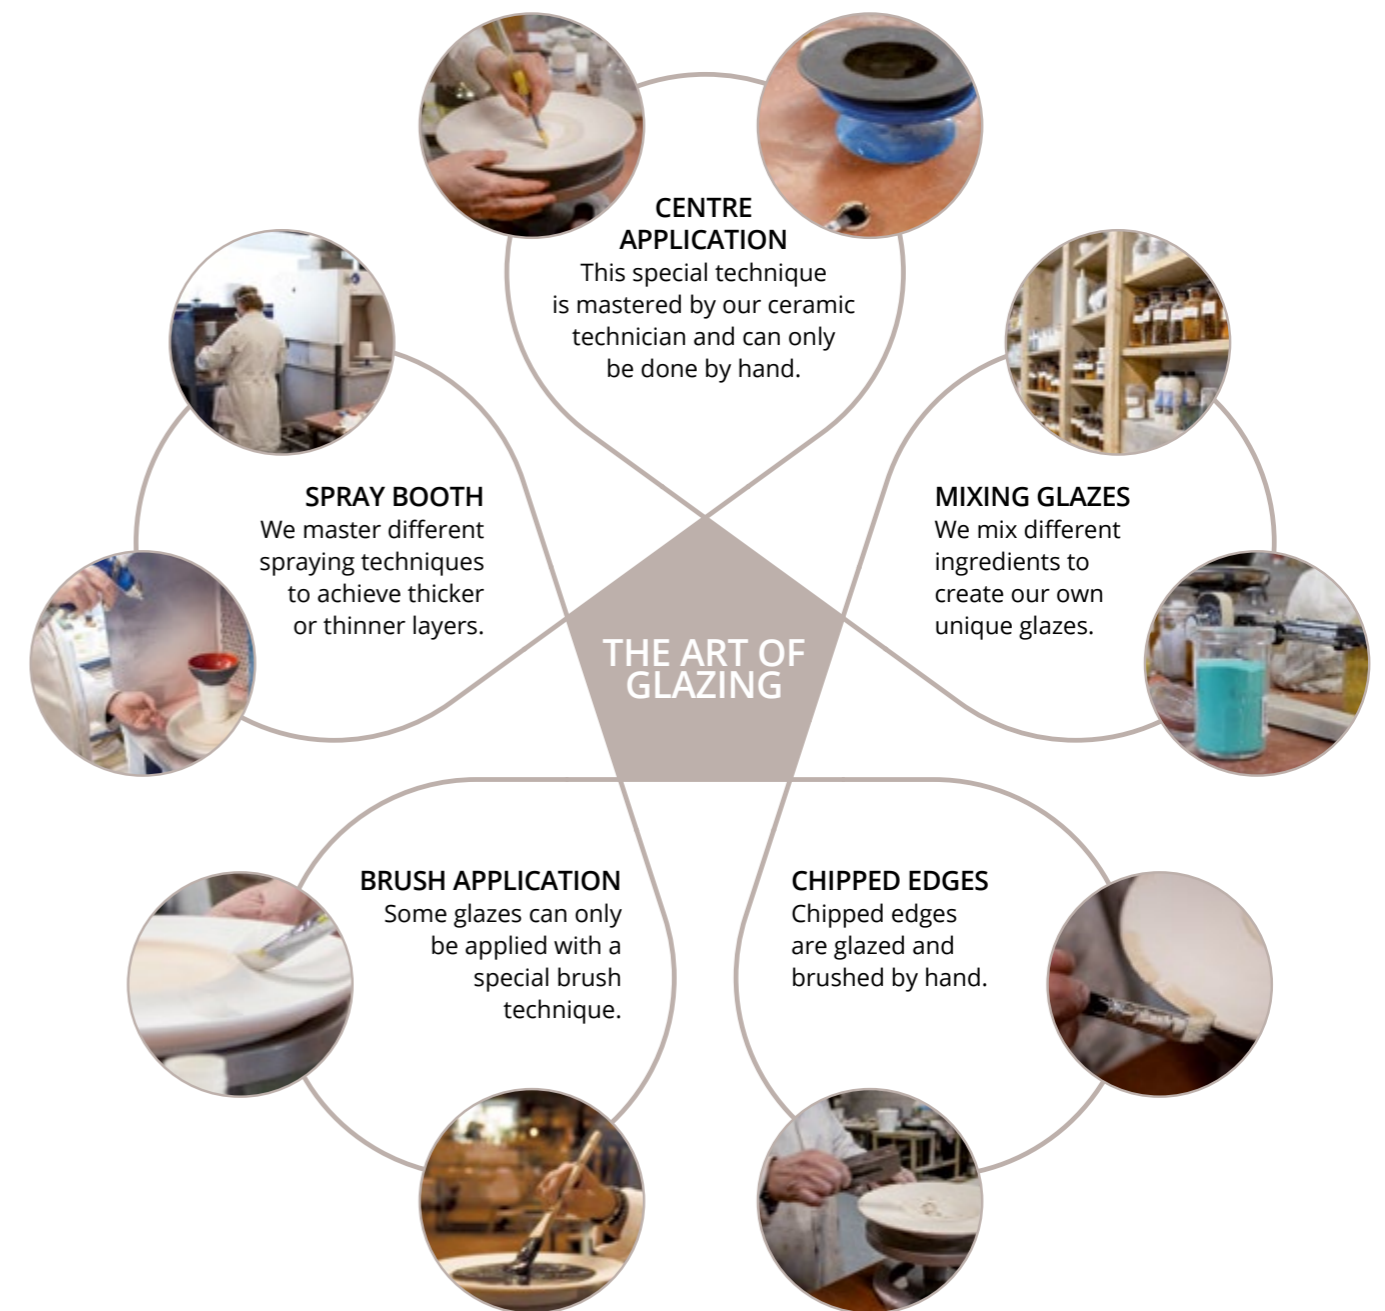 CENTRE
APPLICATION
This special technique
is mastered by our ceramic
technician and can only
be done by hand.
SPRAY BOOTH
We master different
spraying techniques
to achieve thicker
or thinner layers.
MIXING GLAZES
We mix different
ingredients to
create our own
unique glazes.
THE ART OF
GLAZING
BRUSH APPLICATION
Some glazes can only
be applied with a
special brush
technique.
CHIPPED EDGES
Chipped edges
are glazed and
brushed by hand.